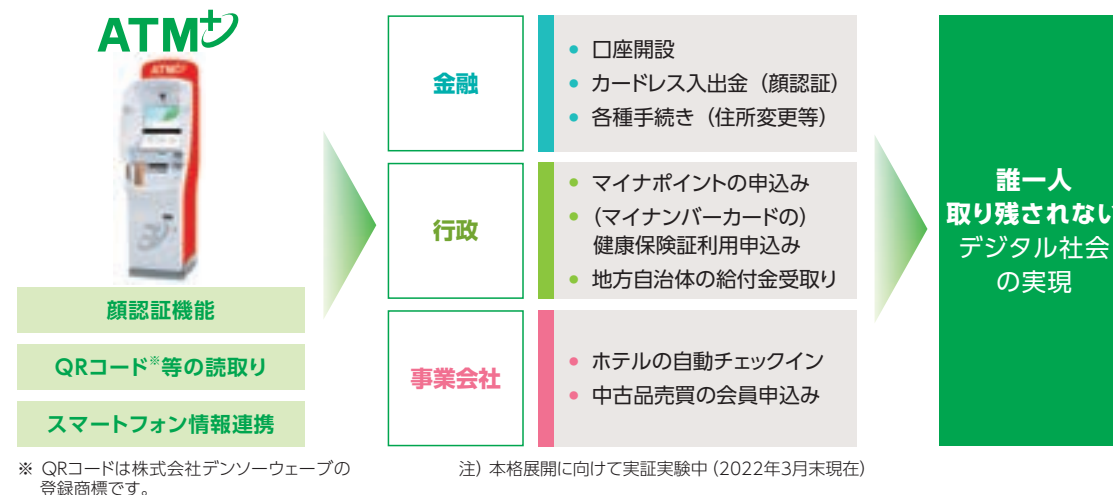 ATM+
ATM+
顔認証機能
QRコード※等の読取り
スマートフォン情報連携
※ QRコードは株式会社デンソーウェーブの
登録商標です。
金融
• 口座開設
• カードレス入出金（顔認証）
• 各種手続き（住所変更等）
行政
• マイナポイントの申込み
• （マイナンバーカードの）
健康保険証利用申込み
• 地方自治体の給付金受取り
事業会社
• ホテルの自動チェックイン
• 中古品売買の会員申込み
注）本格展開に向けて実証実験中（2022年3月末現在）
誰一人
取り残されない
デジタル社会
の実現